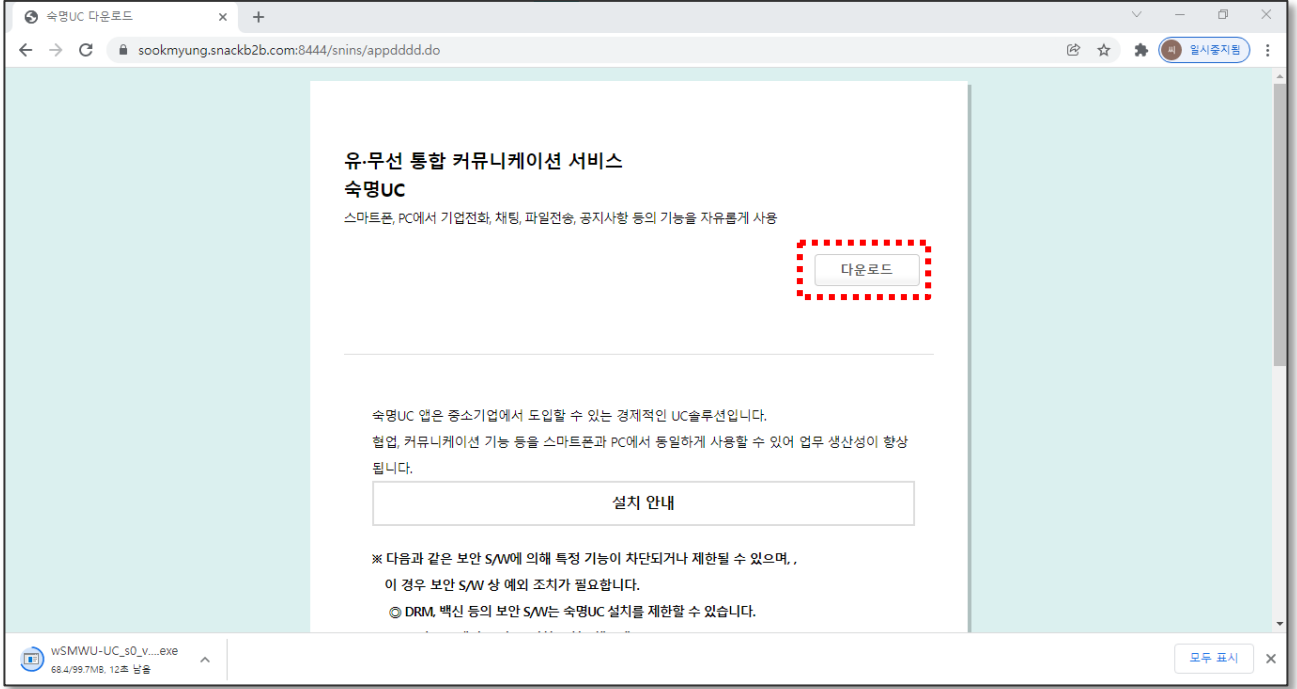 숙명UC 다운로드
sookmyung.snackb2b.com:8444/snins/appdddd.do
씨 일시중지됨
유·무선 통합 커뮤니케이션 서비스
숙명UC
스마트폰, PC에서 기업전화, 채팅, 파일전송, 공지사항 등의 기능을 자유롭게 사용
다운로드
숙명UC 앱은 중소기업에서 도입할 수 있는 경제적인 UC솔루션입니다.
협업, 커뮤니케이션 기능 등을 스마트폰과 PC에서 동일하게 사용할 수 있어 업무 생산성이 향상
됩니다.
설치 안내
※ 다음과 같은 보안 S/W에 의해 특정 기능이 차단되거나 제한될 수 있으며, ,
이 경우 보안 S/W 상 예외 조치가 필요합니다.
◎ DRM, 백신 등의 보안 S/W는 숙명UC 설치를 제한할 수 있습니다.
wSMWU-UC_s0_v....exe
68.4/99.7MB, 12초 남음
모두 표시